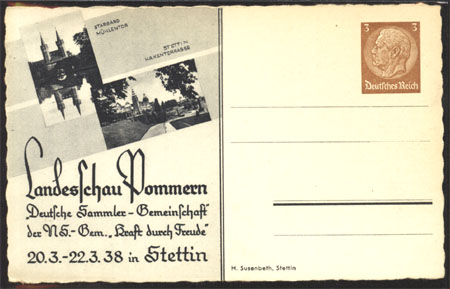 STARGARD
MÜHLENTOR
STETTIN
HAKENTERRASSE
3 3
Deutsches Reich
Landesschau Pommern
Deutsche Sammler-Gemeinschaft
der N.S.-Gem. „Kraft durch Freude"
20.3.-22.3.38 in Stettin
H. Susenbeth, Stettin